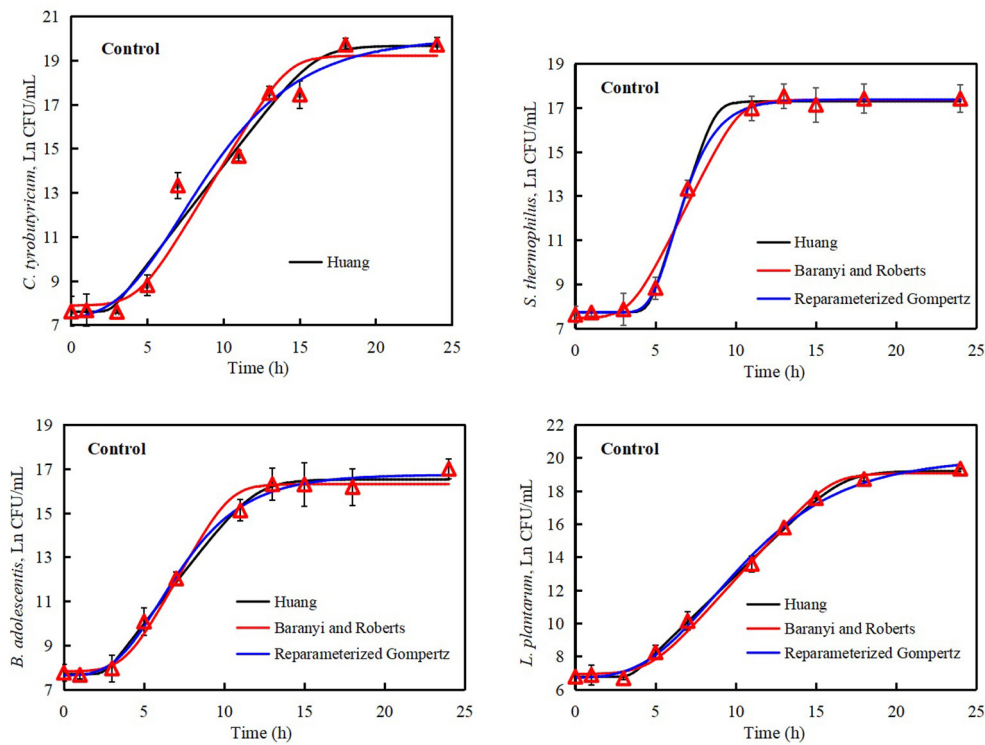 21
19
17
15
13
11
9
7
C. tyrobutyricum, Ln CFU/mL
Control
Huang
0 5 10 15 20 25
Time (h)
19
17
15
13
11
9
7
S. thermophilus, Ln CFU/mL
Control
Huang
Baranyi and Roberts
Reparameterized Gompertz
0 5 10 15 20 25
Time (h)
19
17
15
13
11
9
7
B. adolescentis, Ln CFU/mL
Control
Huang
Baranyi and Roberts
Reparameterized Gompertz
0 5 10 15 20 25
Time (h)
22
20
18
16
14
12
10
8
6
L. plantarum, Ln CFU/mL
Control
Huang
Baranyi and Roberts
Reparameterized Gompertz
0 5 10 15 20 25
Time (h)